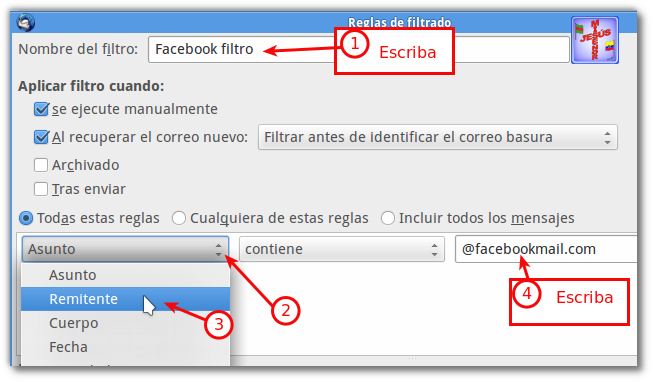 Reglas de filtrado
Nombre del filtro: Facebook filtro
1 Escriba
MILTENOR
JESÚS
Aplicar filtro cuando:
se ejecute manualmente
Al recuperar el correo nuevo: Filtrar antes de identificar el correo basura
Archivado
Tras enviar
Todas estas reglas Cualquiera de estas reglas Incluir todos los mensajes
Asunto contiene @facebookmail.com
Asunto
Remitente
Cuerpo
Fecha
2
3
4 Escriba